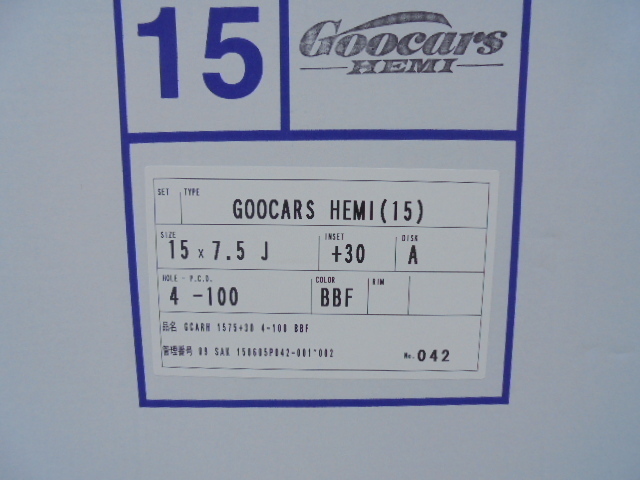 15
Goocars
HEMI
SET TYPE
GOOCARS HEMI(15)
SIZE INSET DISK
15 x 7.5 J +30 A
HOLE - P.C.D. COLOR RIM
4 -100 BBF
品名 GCARH 1575+30 4-100 BBF
管理番号 09 SAK 150605P042-001~002
No. 042